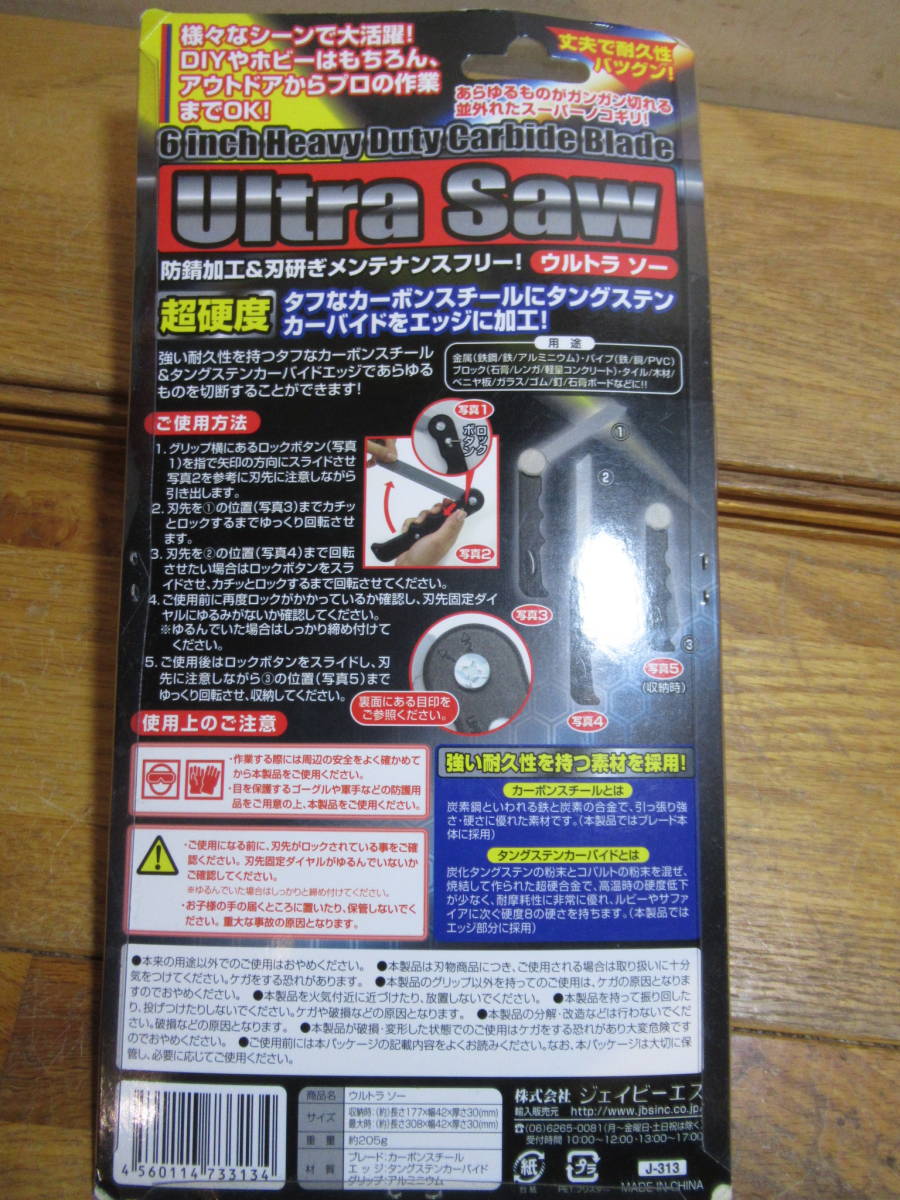 様々なシーンで大活躍!
DIYやホビーはもちろん、
アウトドアからプロの作業
までOK!
丈夫で耐久性
バツグン!
あらゆるものがガンガン切れる
並外れたスーパーノコギリ!
6 inch Heavy Duty Carbide Blade
Ultra Saw
防錆加工&刃研ぎメンテナンスフリー! ウルトラ ソー
超硬度 タフなカーボンスチールにタングステン
カーバイドをエッジに加工!
強い耐久性を持つタフなカーボンスチール
&タングステンカーバイドエッジであらゆる
ものを切断することができます!
用途
金属(鉄鋼/鉄/アルミニウム)・パイプ(鉄/銅/PVC)
ブロック(石膏/レンガ/軽量コンクリート)・タイル/木材/
ベニヤ板/ガラス/ゴム/釘/石膏ボードなどに!!
ご使用方法
1.グリップ横にあるロックボタン(写真
1)を指で矢印の方向にスライドさせ
写真2を参考に刃先に注意しながら
引き出します。
2.刃先を①の位置(写真3)までカチッ
とロックするまでゆっくり回転させ
ます。
3.刃先を②の位置(写真4)まで回転
させたい場合はロックボタンをスラ
イドさせ、カチッとロックするまで回転させてください。
4.ご使用前に再度ロックがかかっているか確認し、刃先固定ダイ
ヤルにゆるみがないか確認してください。
※ゆるんでいた場合はしっかり締め付けて
ください。
5.ご使用後はロックボタンをスライドし、刃
先に注意しながら③の位置(写真5)まで
ゆっくり回転させ、収納してください。
写真1
ロック
ボタン
写真2
①
②
③
写真3
写真4
写真5
(収納時)
裏面にある目印を
ご参照ください。
使用上のご注意
・作業する際には周辺の安全をよく確かめて
から本製品をご使用ください。
・目を保護するゴーグルや軍手などの防護用
品をご用意の上、本製品をご使用ください。
・ご使用になる前に、刃先がロックされている事をご確
認ください。刃先固定ダイヤルがゆるんでいないか
ご確認してください。
※ゆるんでいた場合はしっかりと締め付けてください。
・お子様の手の届くところに置いたり、保管しないでく
ださい。重大な事故の原因となります。
強い耐久性を持つ素材を採用!
カーボンスチールとは
炭素鋼といわれる鉄と炭素の合金で、引っ張り強
さ・硬さに優れた素材です。(本製品ではブレード本
体に採用)
タングステンカーバイドとは
炭化タングステンの粉末とコバルトの粉末を混ぜ、
焼結して作られた超硬合金で、高温時の硬度低下
が少なく、耐摩耗性に非常に優れ、ルビーやサファ
イアに次ぐ硬度8の硬さを持ちます。(本製品では
エッジ部分に採用)
●本来の用途以外でのご使用はおやめください。 ●本製品は刃物商品につき、ご使用される場合は取り扱いに十分
気をつけてください。ケガをする恐れがあります。 ●本製品のグリップ以外を持ってのご使用は、ケガの原因となりま
すのでおやめください。 ●本製品を火気付近に近づけたり、放置しないでください。 ●本製品を持って振り回した
り、投げつけたりしないでください。ケガや破損などの原因となります。 ●本製品の分解・改造などは行わないでくだ
さい。破損などの原因となります。 ●本製品が破損・変形した状態でのご使用はケガをする恐れがあり大変危険です
のでおやめください。 ●ご使用前には本パッケージの記載内容をよくお読みください。なお、本パッケージは大切に保
管し、必要に応じてご使用ください。
4 560114 733134
商品名 ウルトラ ソー
サイズ 収納時:(約)長さ177×幅42×厚さ30(mm)
最大時:(約)長さ308×幅42×厚さ30(mm)
重量 約205g
材質 ブレード:カーボンスチール
エッジ:タングステンカーバイド
グリップ:アルミニウム
株式会社 ジェイビーエス
輸入販売元 http://www.jbsinc.co.jp/
☎(06)6265-0081(月〜金曜日・土日祝は除く)
受付時間 10:00〜12:00・13:00〜17:00
紙
台紙
プラ
PET:ブリスター
J-313
MADE IN CHINA